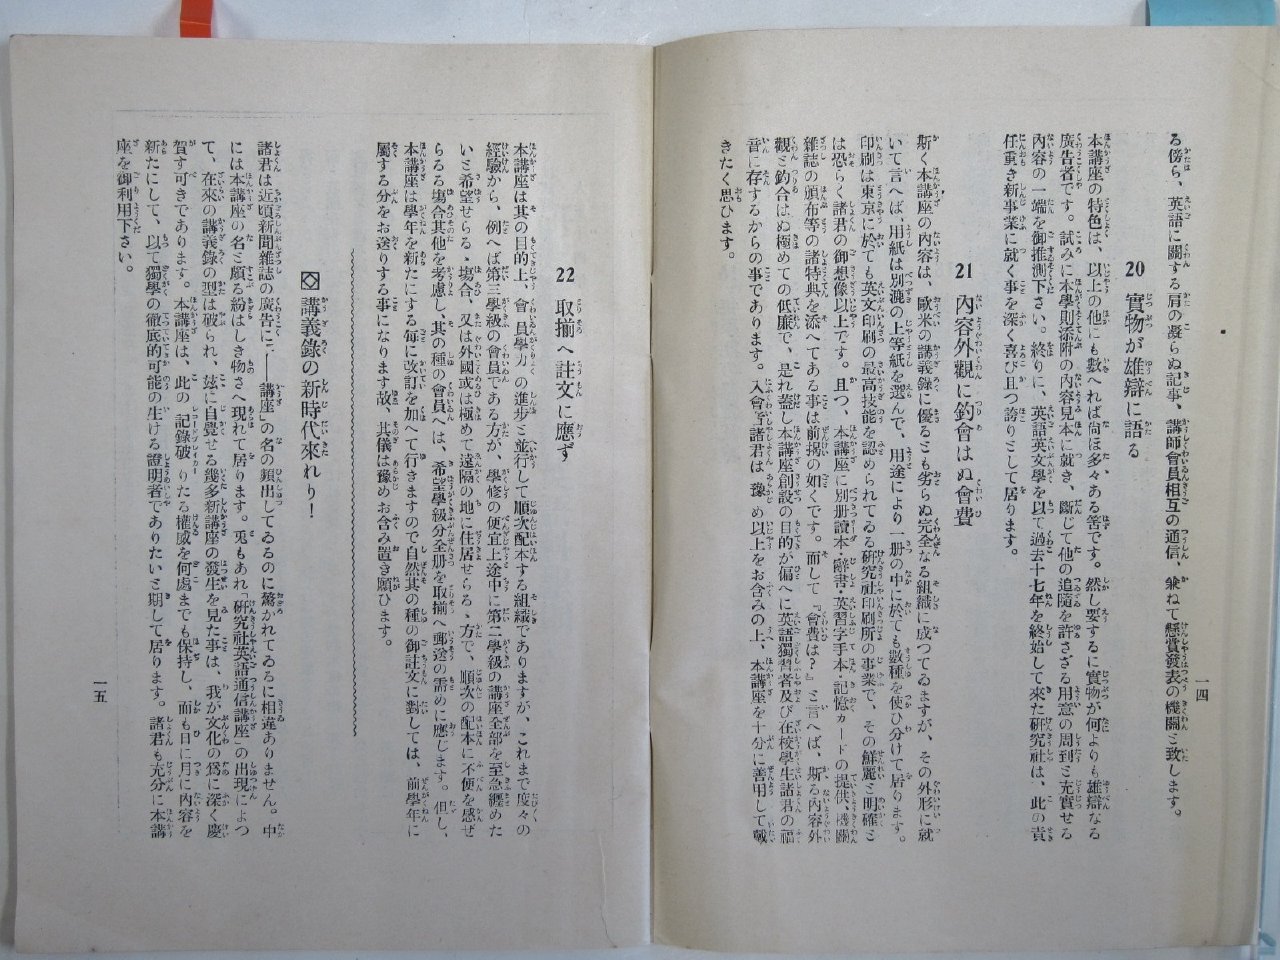 る傍ら、英語に關する肩の凝らぬ記事、講師會員相互の通信、兼ねて懸賞發表の機關ミ致します。
20 實物が雄辯に語る
本講座の特色は、以上の他にも數へれば尚ほ多々ある筈です。然し要するに實物が何よりも雄辯なる
廣告者です。試みに本學則添附の內容見本に就き、斷じて他の追隨を許さざる用意の周到ミ充實せる
內容の一端を御推測下さい。終りに、英語英文學を以て過去十七年を終始して來た硏究社は、此の責
任重き新事業に就く事を深く喜び且つ誇りミして居ります。
21 內容外觀に釣合はぬ會費
斯く本講座の內容は、歐米の講義錄に優るミも劣らぬ完全なる組織に成つてゐますが、その外形に就
いて言へば、用紙は別漉の上等紙を選んで、用途により一册の中に於ても數種を使ひ分けて居ります。
印刷は東京に於ても英文印刷の最高技能を認められてゐる硏究社印刷所の事業で、その鮮麗ミ明確ミ
は恐らく諸君の御想像以上です。且つ、本講座に別册讀本・辭書・英習字手本・記憶カードの提供、機關
雜誌の頒布等の諸特典を添へてある事は前揭の如くです。而して『會費は?』ミ言へば、斯る內容外
觀ミ釣合はぬ極めての低廉で、是れ蓋し本講座創設の目的が偏へに英語獨習者及び在校學生諸君の福
音に存するからの事であります。入會諸君は豫め以上をお含みの上、本講座を十分に善用して戴
きたく思ひます。
一四
22 取揃へ註文に應ず
本講座は其の目的上、會員學力の進步ミ並行して順次配本する組織でありますが、これまで度々の
經驗から、例へば第三學級の會員である方が、學修の便宜上途中に第二學級の講座全部を至急纏めた
いミ希望せらるゝ塲合、又は外國或は極めて遠隔の地に住居せらるゝ方で、順次の配本に不便を感ぜ
らるる塲合其他を考慮し、其の種の會員へは、希望學級分全册を取揃へ郵送の需めに應じます。但し、
本講座は學年を新たにする每に改訂を加へて行きますので自然其の種の御註文に對しては、前學年に
屬する分をお送りする事になります故、其儀は豫めお含み置き願ひます。
講義錄の新時代來れり!
諸君は近頃新聞雜誌の廣告に「――講座」の名の頻出してゐるのに驚かれてゐるに相違ありません。中
には本講座の名ミ頗る紛はしき物さへ現れて居ります。兎もあれ「硏究社英語通信講座」の出現によつ
て、在來の講義錄の型は破られ、玆に自覺せる幾多新講座の發生を見た事は、我が文化の爲に深く慶
賀す可きであります。本講座は、此の記錄破りたる權威を何處までも保持し、而も日に月に內容を
新たにして、以て獨學の徹底的可能の生ける證明者でありたいミ期して居ります。諸君も充分に本講
座を御利用下さい。
一五